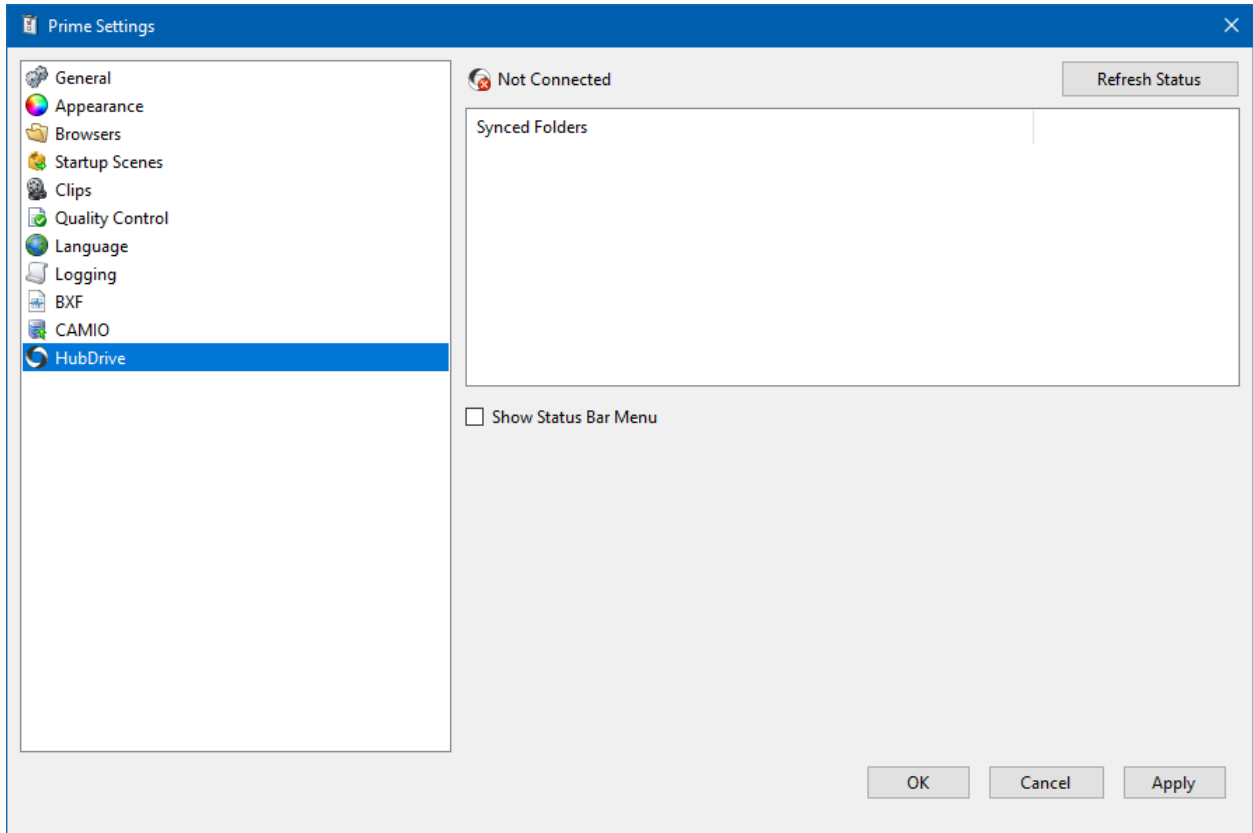 Prime Settings
General
Appearance
Browsers
Startup Scenes
Clips
Quality Control
Language
Logging
BXF
CAMIO
HubDrive
Not Connected
Refresh Status
Synced Folders
Show Status Bar Menu
OK
Cancel
Apply